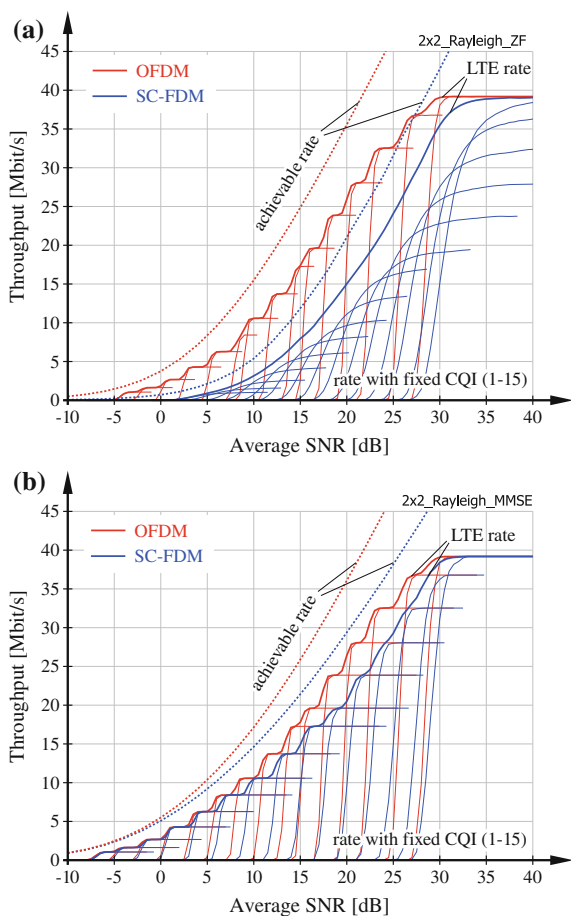 (a)
2x2_Rayleigh_ZF
45
40
35
30
25
20
15
10
5
0
Throughput [Mbit/s]
OFDM
SC-FDM
LTE rate
achievable rate
rate with fixed CQI (1-15)
-10
-5
0
5
10
15
20
25
30
35
40
Average SNR [dB]
(b)
2x2_Rayleigh_MMSE
45
40
35
30
25
20
15
10
5
0
Throughput [Mbit/s]
OFDM
SC-FDM
LTE rate
achievable rate
rate with fixed CQI (1-15)
-10
-5
0
5
10
15
20
25
30
35
40
Average SNR [dB]